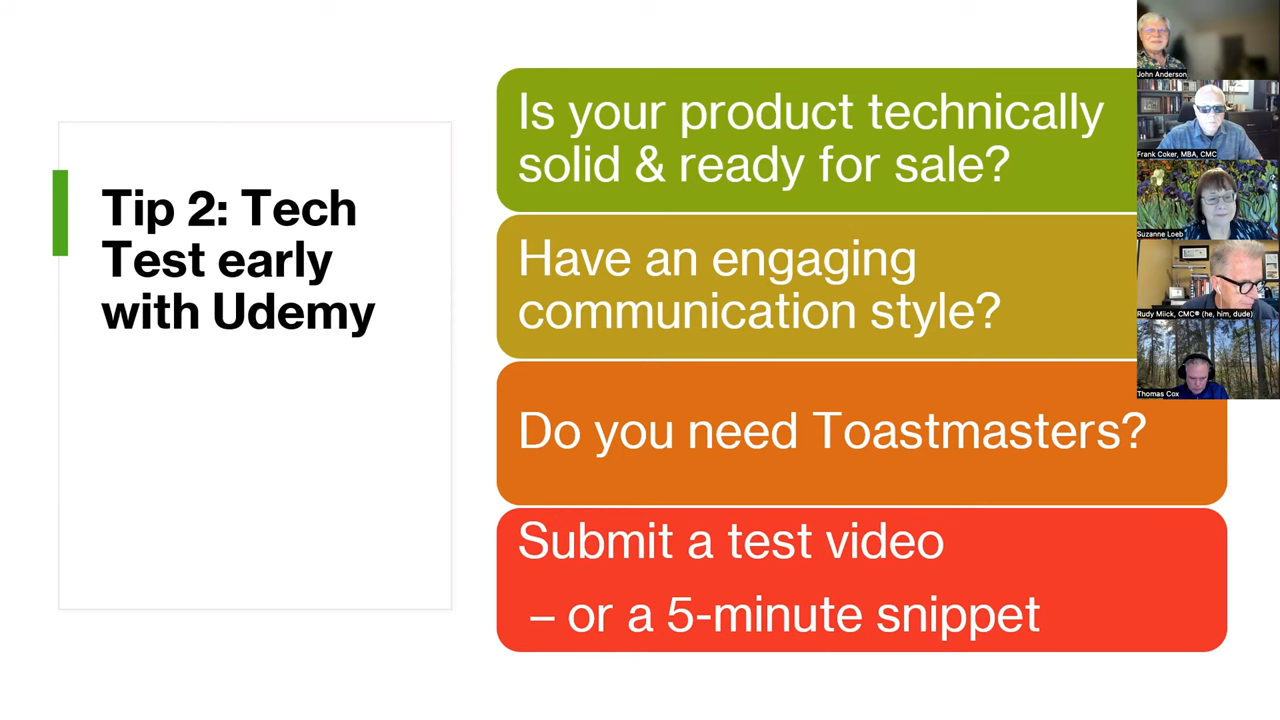 Tip 2: Tech
Test early
with Udemy
Is your product technically
solid & ready for sale?
Have an engaging
communication style?
Do you need Toastmasters?
Submit a test video
– or a 5-minute snippet
John Anderson
Frank Coker, MBA, CMC
Suzanne Loeb
Rudy Miick, CMC® (he, him, dude)
Thomas Cox